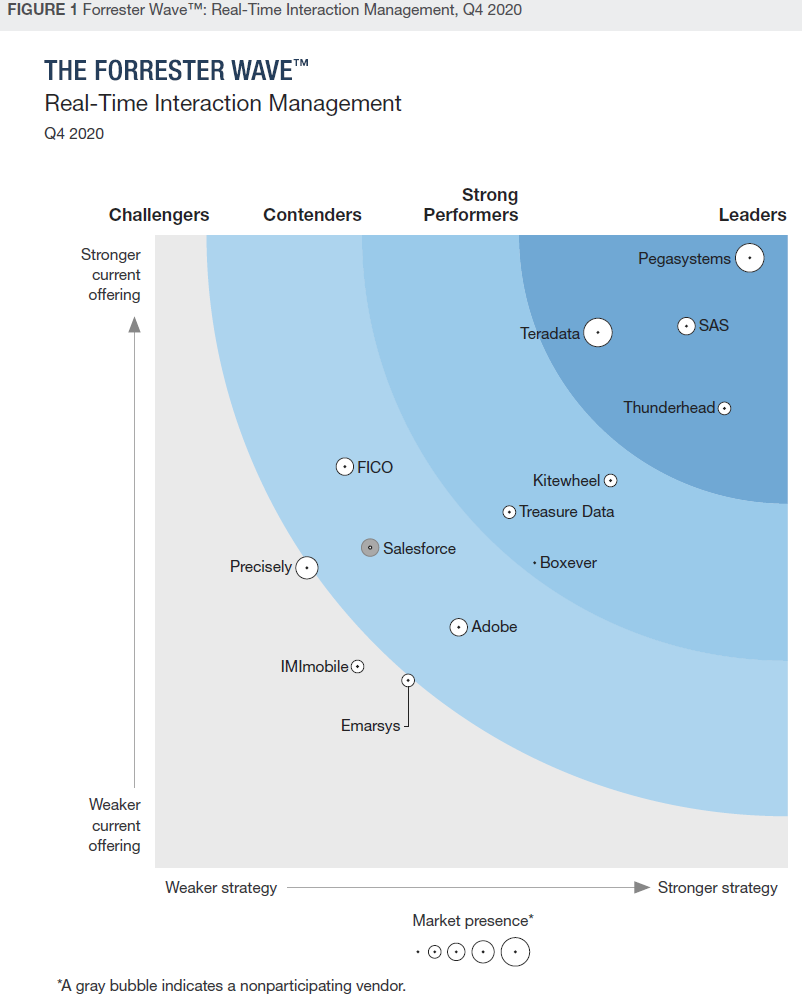 FIGURE 1 Forrester Wave™: Real-Time Interaction Management, Q4 2020
THE FORRESTER WAVE™
Real-Time Interaction Management
Q4 2020
Challengers
Contenders
Strong
Performers
Leaders
Stronger
current
offering
Pegasystems
Teradata
SAS
Thunderhead
FICO
Kitewheel
Treasure Data
Salesforce
Precisely
Boxever
Adobe
IMImobile
Emarsys
Weaker
current
offering
Weaker strategy
Stronger strategy
Market presence*
*A gray bubble indicates a nonparticipating vendor.